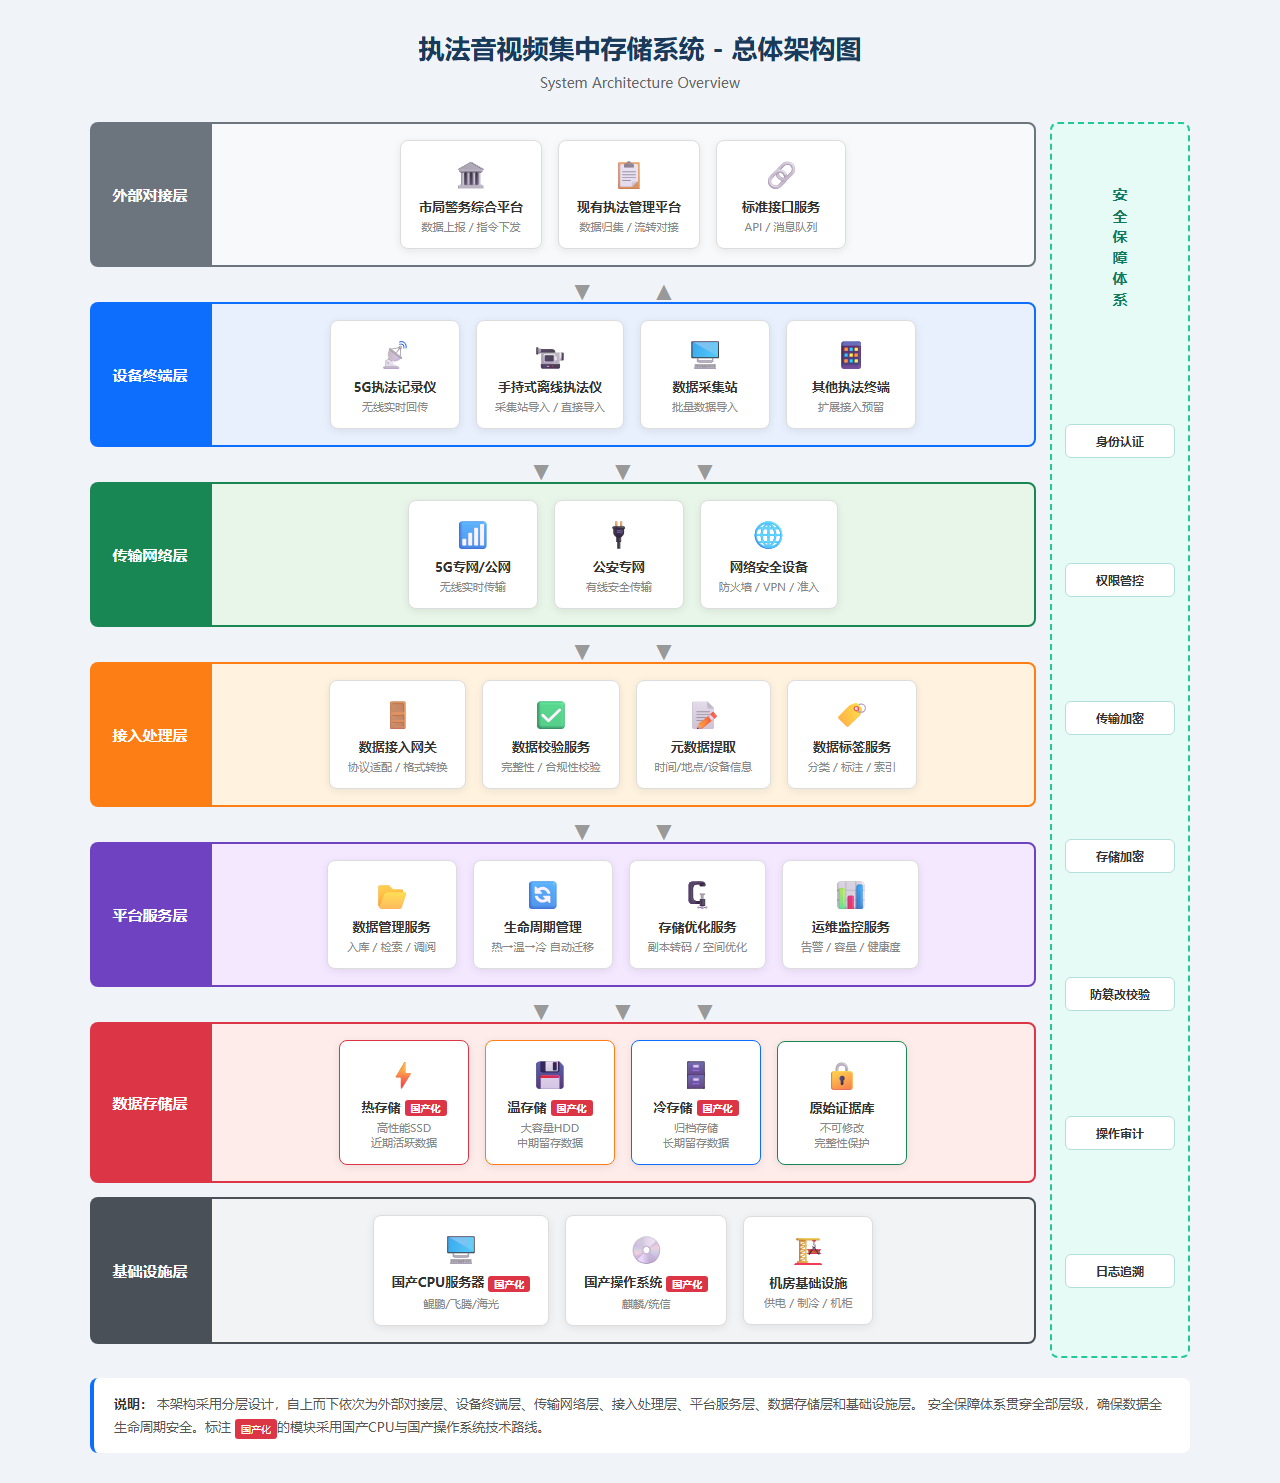 执法音视频集中存储系统 - 总体架构图
System Architecture Overview
外部对接层
市局警务综合平台
数据上报 / 指令下发
现有执法管理平台
数据归集 / 流转对接
标准接口服务
API / 消息队列
设备终端层
5G执法记录仪
无线实时回传
手持式离线执法仪
采集站导入 / 直接导入
数据采集站
批量数据导入
其他执法终端
扩展接入预留
传输网络层
5G专网/公网
无线实时传输
公安专网
有线安全传输
网络安全设备
防火墙 / VPN / 准入
接入处理层
数据接入网关
协议适配 / 格式转换
数据校验服务
完整性 / 合规性校验
元数据提取
时间/地点/设备信息
数据标签服务
分类 / 标注 / 索引
平台服务层
数据管理服务
入库 / 检索 / 调阅
生命周期管理
热→温→冷 自动迁移
存储优化服务
副本转码 / 空间优化
运维监控服务
告警 / 容量 / 健康度
数据存储层
热存储 国产化
高性能SSD
近期活跃数据
温存储 国产化
大容量HDD
中期留存数据
冷存储 国产化
归档存储
长期留存数据
原始证据库
不可修改
完整性保护
基础设施层
国产CPU服务器 国产化
鲲鹏/飞腾/海光
国产操作系统 国产化
麒麟/统信
机房基础设施
供电 / 制冷 / 机柜
安
全
保
障
体
系
身份认证
权限管控
传输加密
存储加密
防篡改校验
操作审计
日志追溯
说明： 本架构采用分层设计，自上而下依次为外部对接层、设备终端层、传输网络层、接入处理层、平台服务层、数据存储层和基础设施层。 安全保障体系贯穿全部层级，确保数据全
生命周期安全。标注 国产化的模块采用国产CPU与国产操作系统技术路线。